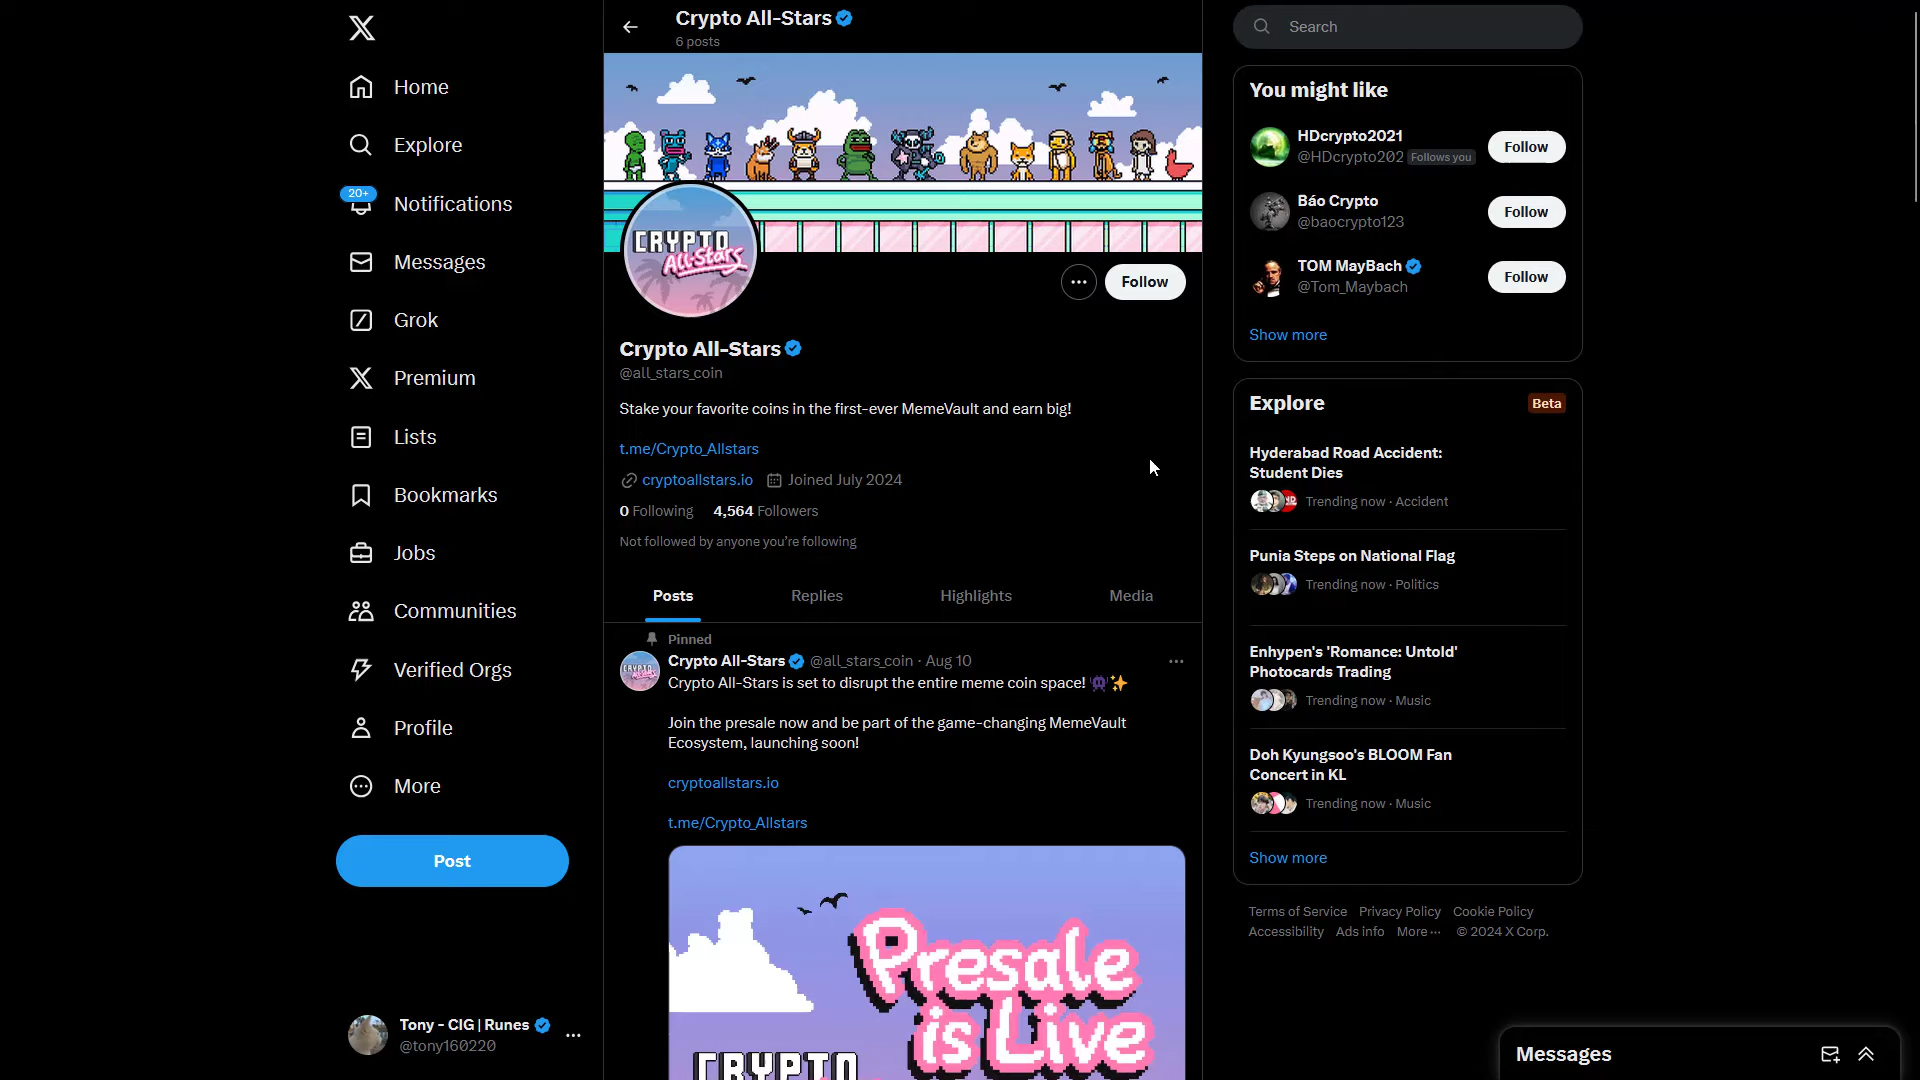 Home
Explore
20+
Notifications
Messages
Grok
Premium
Lists
Bookmarks
Jobs
Communities
Verified Orgs
Profile
More
Post
Tony - CIG | Runes
@tony160220
Crypto All-Stars
6 posts
CRYPTO
All-Stars
Follow
Crypto All-Stars
@all_stars_coin
Stake your favorite coins in the first-ever MemeVault and earn big!
t.me/Crypto_Allstars
cryptoallstars.io Joined July 2024
0 Following 4,564 Followers
Not followed by anyone you're following
Posts Replies Highlights Media
Pinned
Crypto All-Stars @all_stars_coin · Aug 10
Crypto All-Stars is set to disrupt the entire meme coin space! 👾✨
Join the presale now and be part of the game-changing MemeVault
Ecosystem, launching soon!
cryptoallstars.io
t.me/Crypto_Allstars
Presale
is Live
CRYPTO
Search
You might like
HDcrypto2021
@HDcrypto202 Follows you
Follow
Báo Crypto
@baocrypto123
Follow
TOM MayBach
@Tom_Maybach
Follow
Show more
Explore
Beta
Hyderabad Road Accident:
Student Dies
Trending now · Accident
Punia Steps on National Flag
Trending now · Politics
Enhypen's 'Romance: Untold'
Photocards Trading
Trending now · Music
Doh Kyungsoo's BLOOM Fan
Concert in KL
Trending now · Music
Show more
Terms of Service Privacy Policy Cookie Policy
Accessibility Ads info More ··· © 2024 X Corp.
Messages